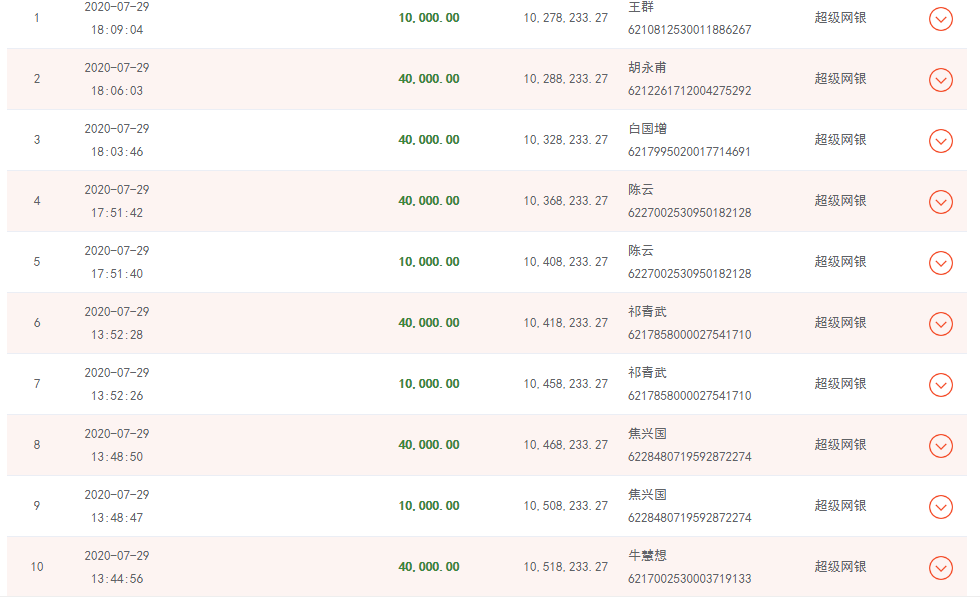 1 2020-07-29 18:09:04 10,000.00 10,278,233.27 王群 6210812530011886267 超级网银
2 2020-07-29 18:06:03 40,000.00 10,288,233.27 胡永甫 6212261712004275292 超级网银
3 2020-07-29 18:03:46 40,000.00 10,328,233.27 白国增 6217995020017714691 超级网银
4 2020-07-29 17:51:42 40,000.00 10,368,233.27 陈云 6227002530950182128 超级网银
5 2020-07-29 17:51:40 10,000.00 10,408,233.27 陈云 6227002530950182128 超级网银
6 2020-07-29 13:52:28 40,000.00 10,418,233.27 祁青武 6217858000027541710 超级网银
7 2020-07-29 13:52:26 10,000.00 10,458,233.27 祁青武 6217858000027541710 超级网银
8 2020-07-29 13:48:50 40,000.00 10,468,233.27 焦兴国 6228480719592872274 超级网银
9 2020-07-29 13:48:47 10,000.00 10,508,233.27 焦兴国 6228480719592872274 超级网银
10 2020-07-29 13:44:56 40,000.00 10,518,233.27 牛慧想 6217002530003719133 超级网银